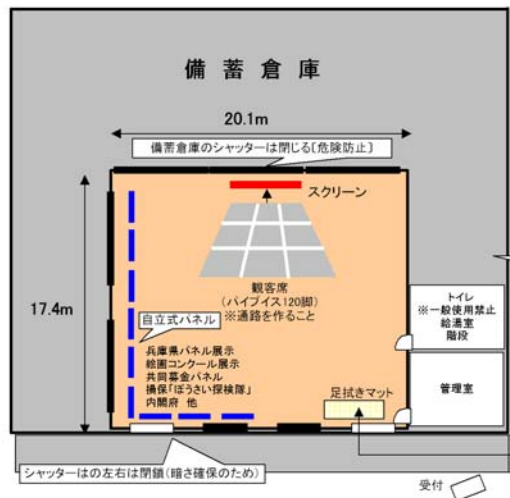 備蓄倉庫
20.1m
備蓄倉庫のシャッターは閉じる〔危険防止〕
スクリーン
17.4m
観客席
(パイプイス120脚)
※通路を作ること
自立式パネル
兵庫県パネル展示
絵画コンクール展示
共同募金パネル
損保「ぼうさい探検隊」
内閣府 他
足拭きマット
トイレ
※一般使用禁止
給湯室
階段
管理室
シャッターはの左右は閉鎖(暗さ確保のため)
受付